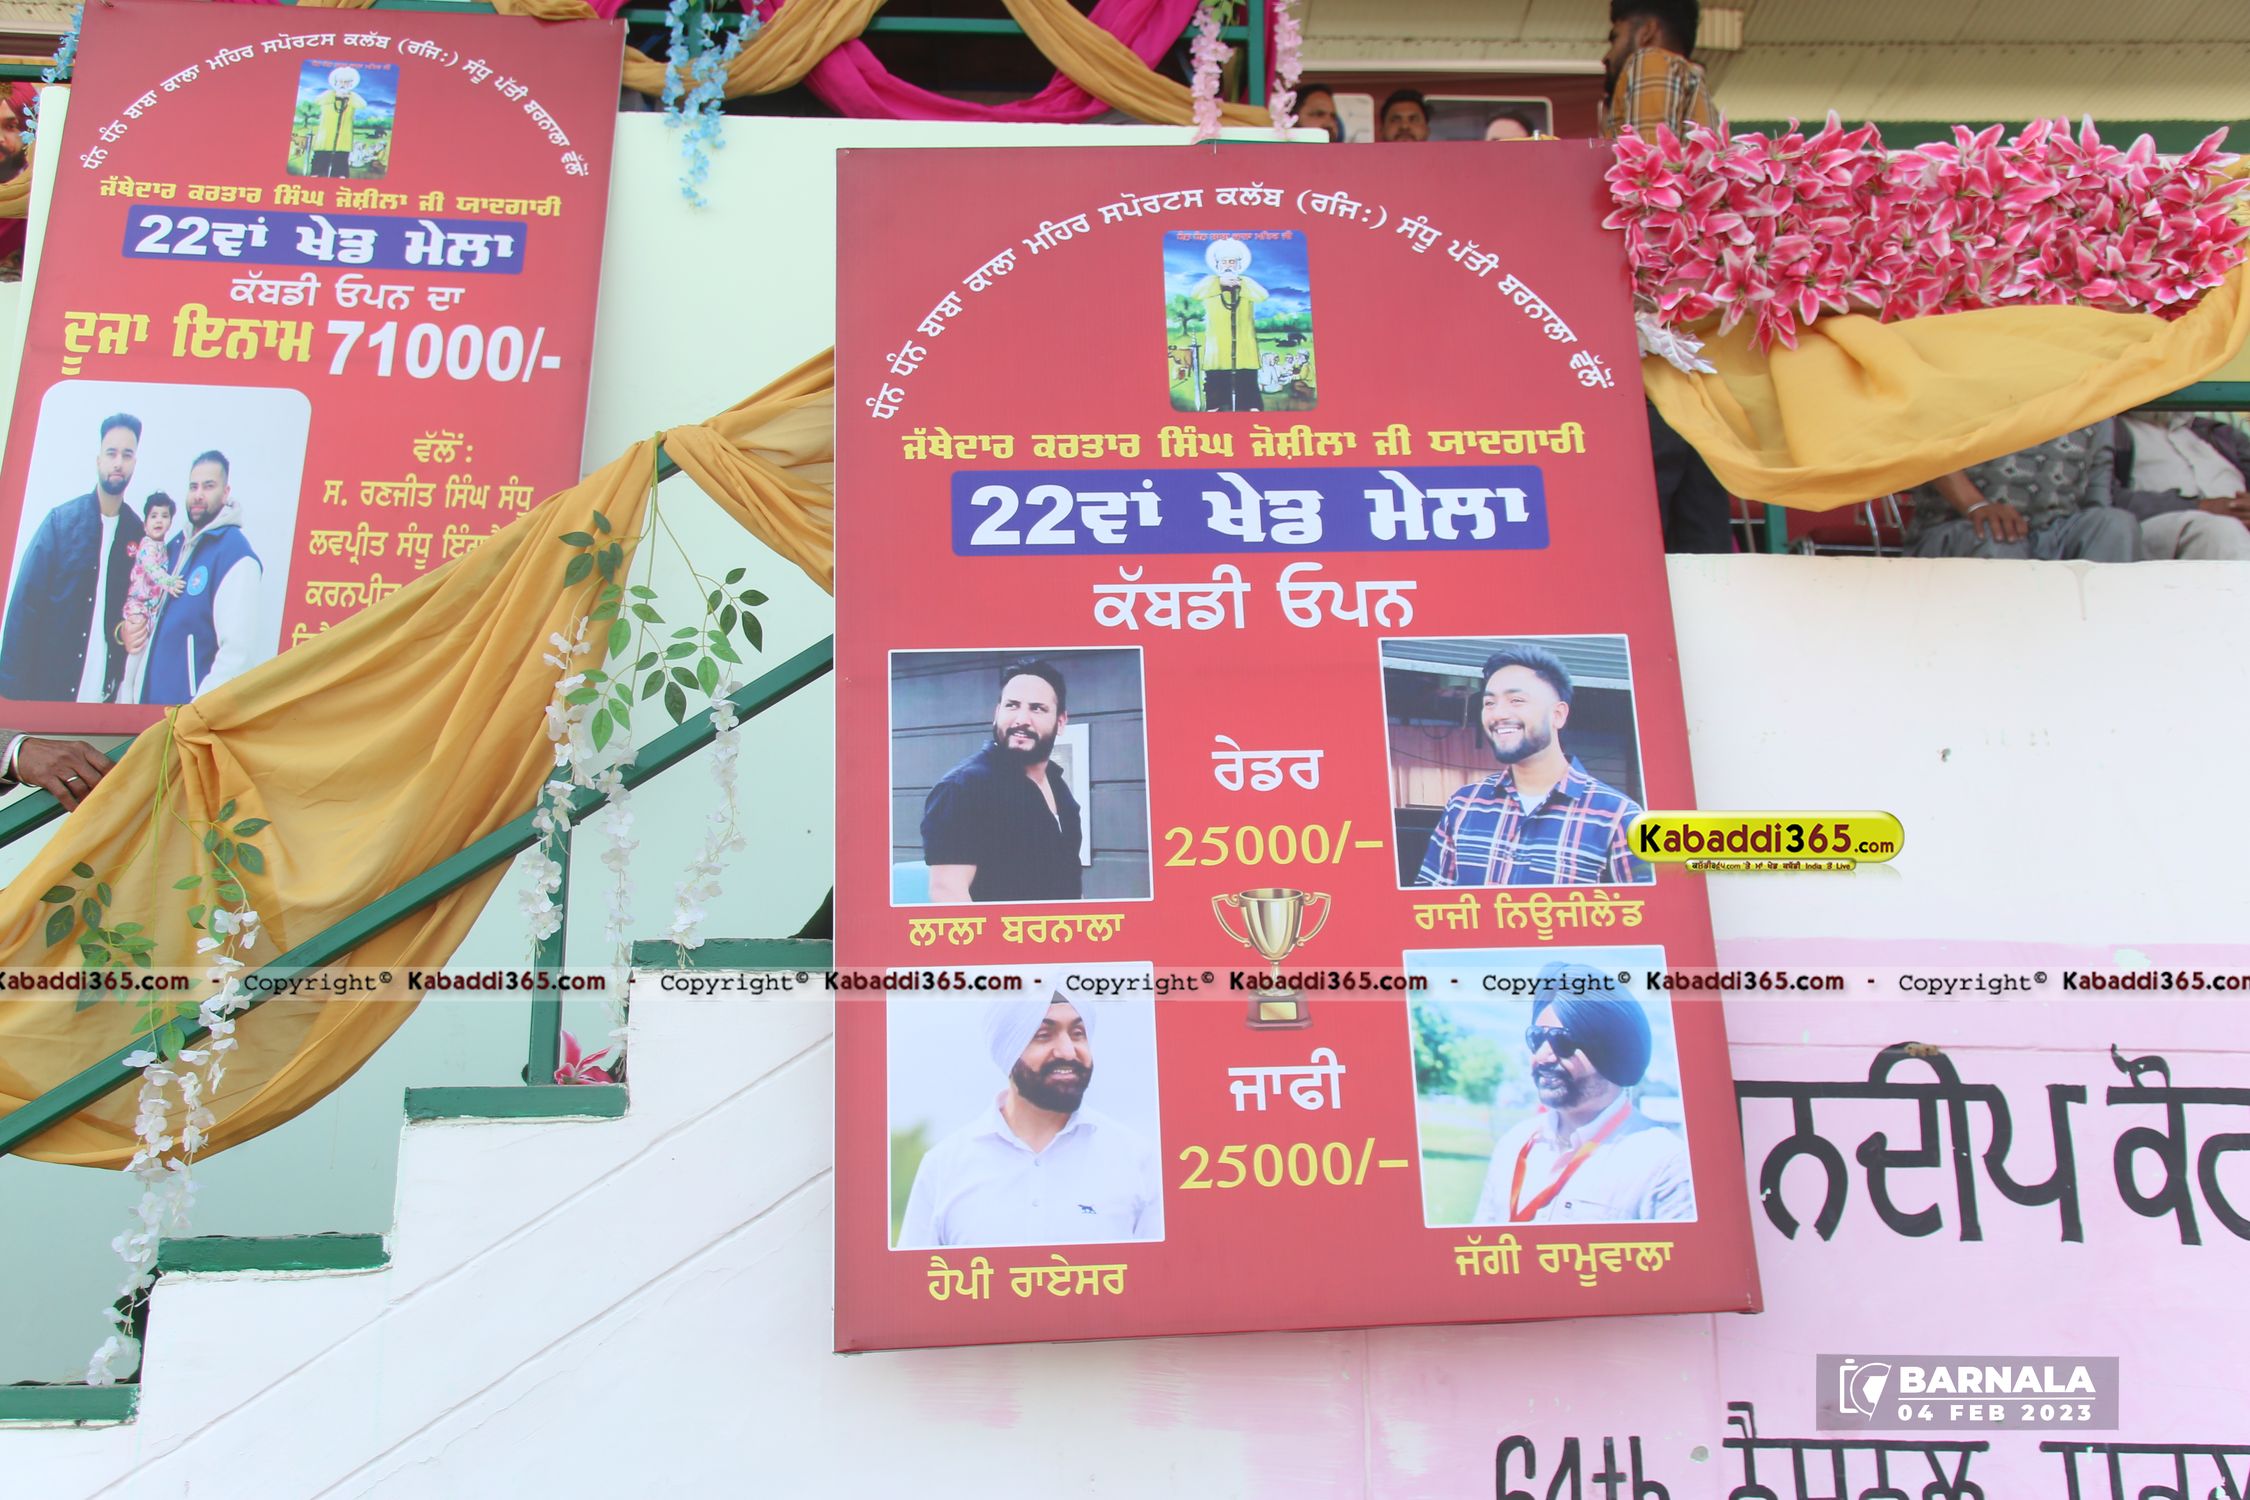 ਧੰਨ ਧੰਨ ਬਾਬਾ ਕਾਲਾ ਮਹਿਰ ਸਪੋਰਟਸ ਕਲੱਬ (ਰਜਿ:) ਸੰਧੂ ਪੱਤੀ ਬਰਨਾਲਾ ਵੱਲੋਂ
ਜੱਥੇਦਾਰ ਕਰਤਾਰ ਸਿੰਘ ਜੋਸ਼ੀਲਾ ਜੀ ਯਾਦਗਾਰੀ
22ਵਾਂ ਖੇਡ ਮੇਲਾ
ਕੱਬਡੀ ਓਪਨ ਦਾ
ਦੂਜਾ ਇਨਾਮ 71000/-
ਵੱਲੋਂ :
ਸ. ਰਣਜੀਤ ਸਿੰਘ ਸੰਧੂ
ਲਵਪ੍ਰੀਤ ਸੰਧੂ
ਧੰਨ ਧੰਨ ਬਾਬਾ ਕਾਲਾ ਮਹਿਰ ਸਪੋਰਟਸ ਕਲੱਬ (ਰਜਿ:) ਸੰਧੂ ਪੱਤੀ ਬਰਨਾਲਾ ਵੱਲੋਂ
ਜੱਥੇਦਾਰ ਕਰਤਾਰ ਸਿੰਘ ਜੋਸ਼ੀਲਾ ਜੀ ਯਾਦਗਾਰੀ
22ਵਾਂ ਖੇਡ ਮੇਲਾ
ਕੱਬਡੀ ਓਪਨ
ਰੇਡਰ
25000/-
ਲਾਲਾ ਬਰਨਾਲਾ
ਰਾਜੀ ਨਿਊਜੀਲੈਂਡ
ਜਾਫੀ
25000/-
ਹੈਪੀ ਰਾਏਸਰ
ਜੱਗੀ ਰਾਮੂਵਾਲਾ
Kabaddi365.com
Kabaddi365.com - Copyright© Kabaddi365.com - Copyright© Kabaddi365.com - Copyright© Kabaddi365.com - Copyright© Kabaddi365.com - Copyright© Kabaddi365.com
ਨਦੀਪ
64th
BARNALA
04 FEB 2023